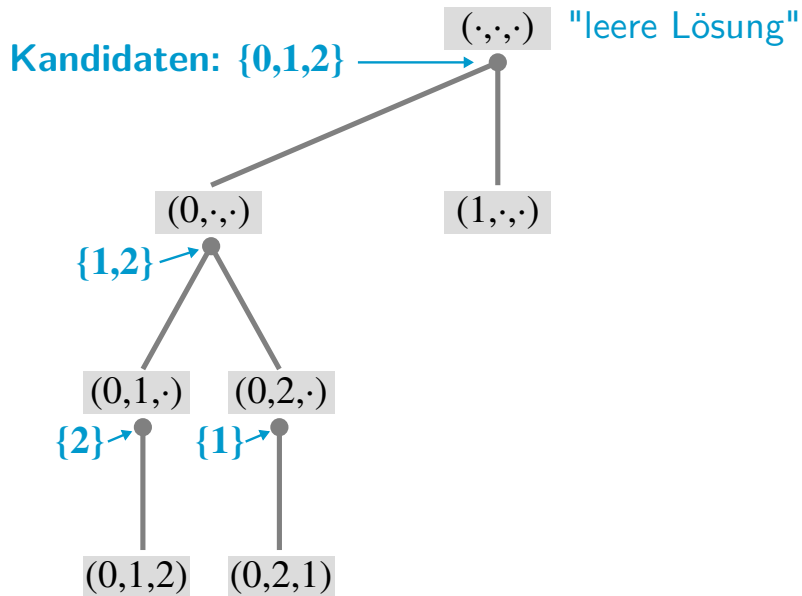 (·,·,·) "leere Lösung"
Kandidaten: {0,1,2}
(0,·,·) (1,·,·)
{1,2}
(0,1,·) (0,2,·)
{2} {1}
(0,1,2) (0,2,1)